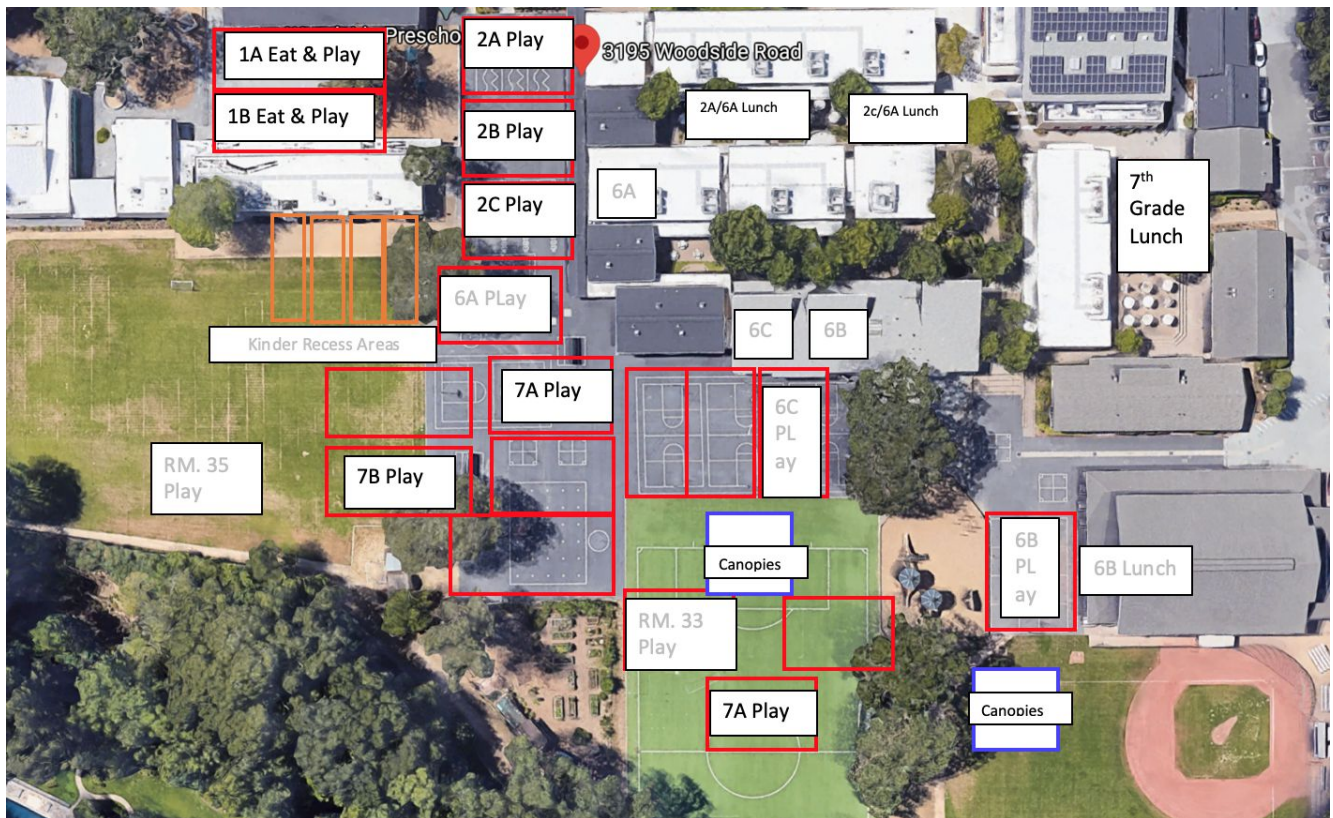 Prescho
3195 Woodside Road
1A Eat & Play
2A Play
1B Eat & Play
2B Play
2A/6A Lunch
2c/6A Lunch
2C Play
6A
7th
Grade
Lunch
6A PLay
Kinder Recess Areas
6C
6B
7A Play
6C
PL
ay
RM. 35
Play
7B Play
Canopies
6B
PL
ay
6B Lunch
RM. 33
Play
7A Play
Canopies